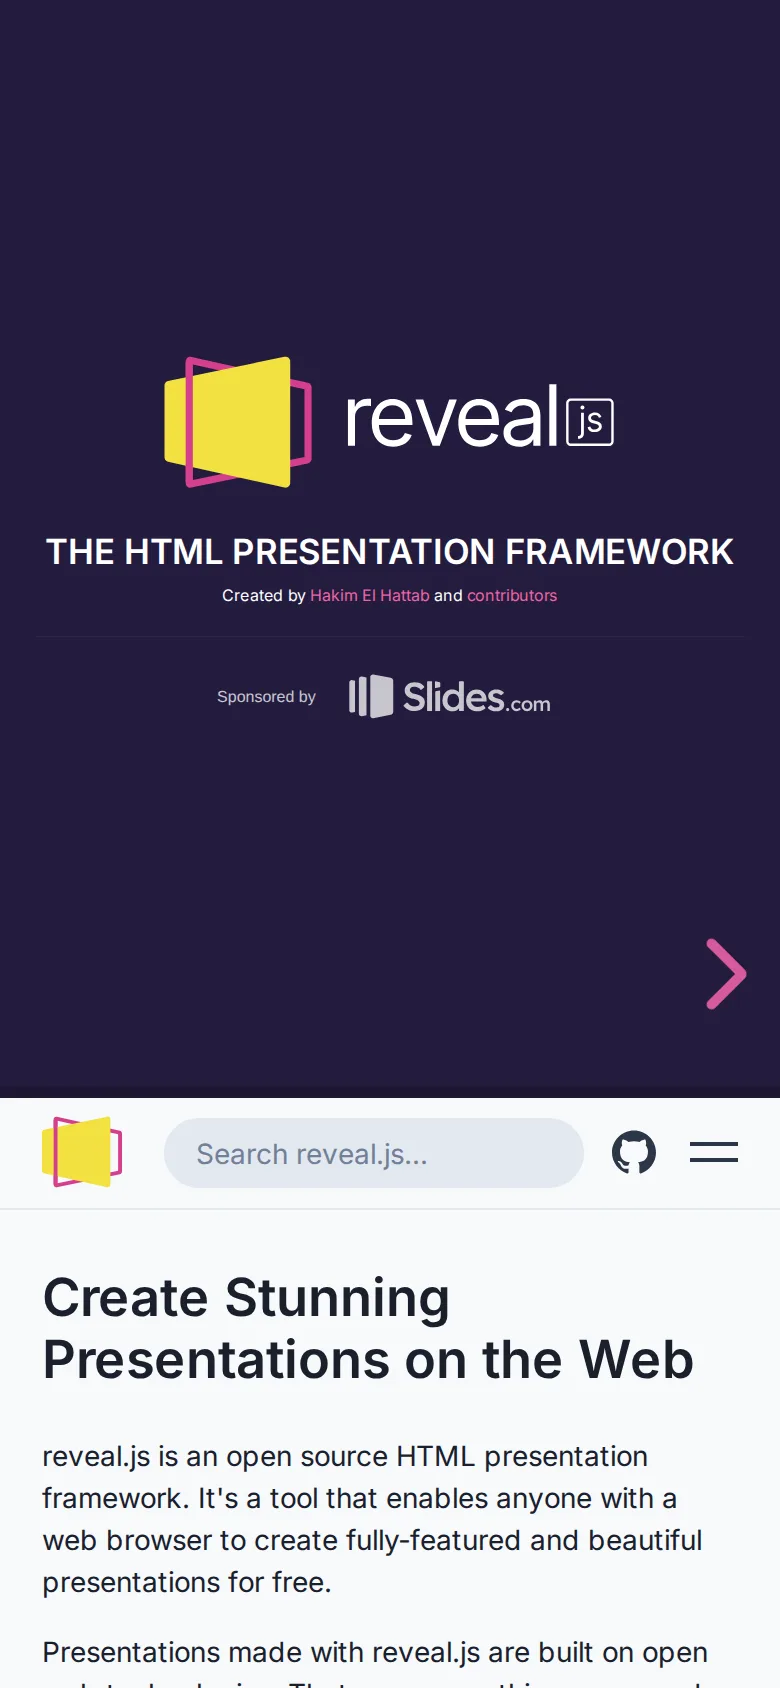 reveal js
THE HTML PRESENTATION FRAMEWORK
Created by Hakim El Hattab and contributors
Sponsored by Slides.com
Search reveal.js...
Create Stunning
Presentations on the Web
reveal.js is an open source HTML presentation
framework. It's a tool that enables anyone with a
web browser to create fully-featured and beautiful
presentations for free.
Presentations made with reveal.js are built on open